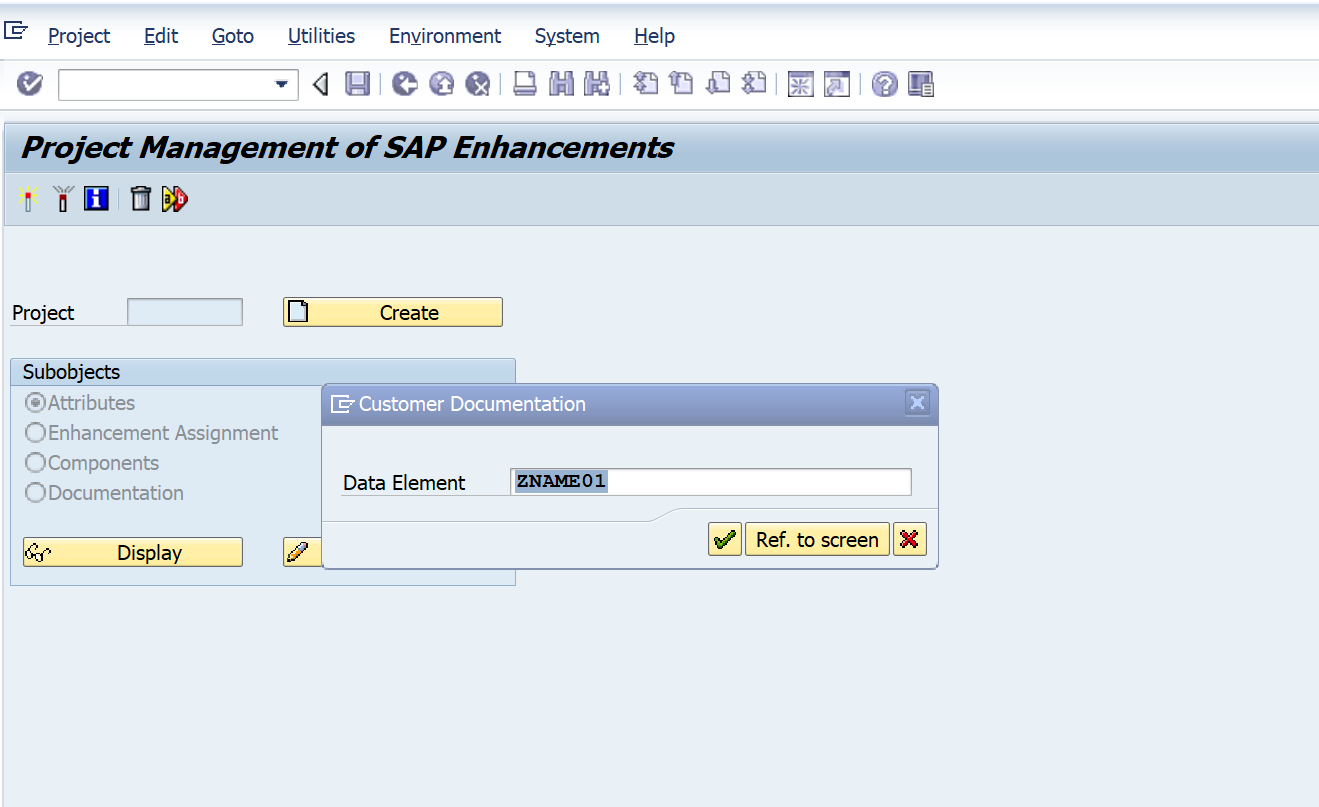 Project Edit Goto Utilities Environment System Help
Project Management of SAP Enhancements
Project Create
Subobjects
Attributes
Enhancement Assignment
Components
Documentation
Display
Customer Documentation
Data Element ZNAME01
Ref. to screen